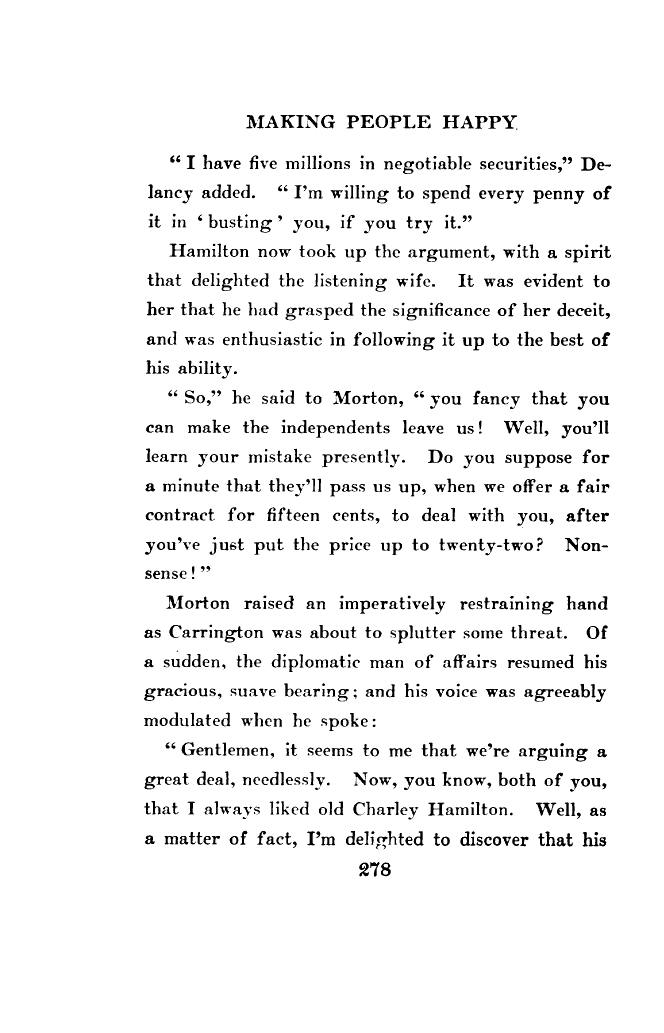 MAKING PEOPLE HAPPY
“ I have five millions in negotiable securities,” De-
lancy added. “ I'm willing to spend every penny of
it in ‘ busting ’ you, if you try it.”
Hamilton now took up the argument, with a spirit
that delighted the listening wife. It was evident to
her that he had grasped the significance of her deceit,
and was enthusiastic in following it up to the best of
his ability.
“ So,” he said to Morton, “ you fancy that you
can make the independents leave us! Well, you'll
learn your mistake presently. Do you suppose for
a minute that they'll pass us up, when we offer a fair
contract for fifteen cents, to deal with you, after
you've just put the price up to twenty-two? Non-
sense! ”
Morton raised an imperatively restraining hand
as Carrington was about to splutter some threat. Of
a sudden, the diplomatic man of affairs resumed his
gracious, suave bearing; and his voice was agreeably
modulated when he spoke:
“ Gentlemen, it seems to me that we're arguing a
great deal, needlessly. Now, you know, both of you,
that I always liked old Charley Hamilton. Well, as
a matter of fact, I'm delighted to discover that his
278